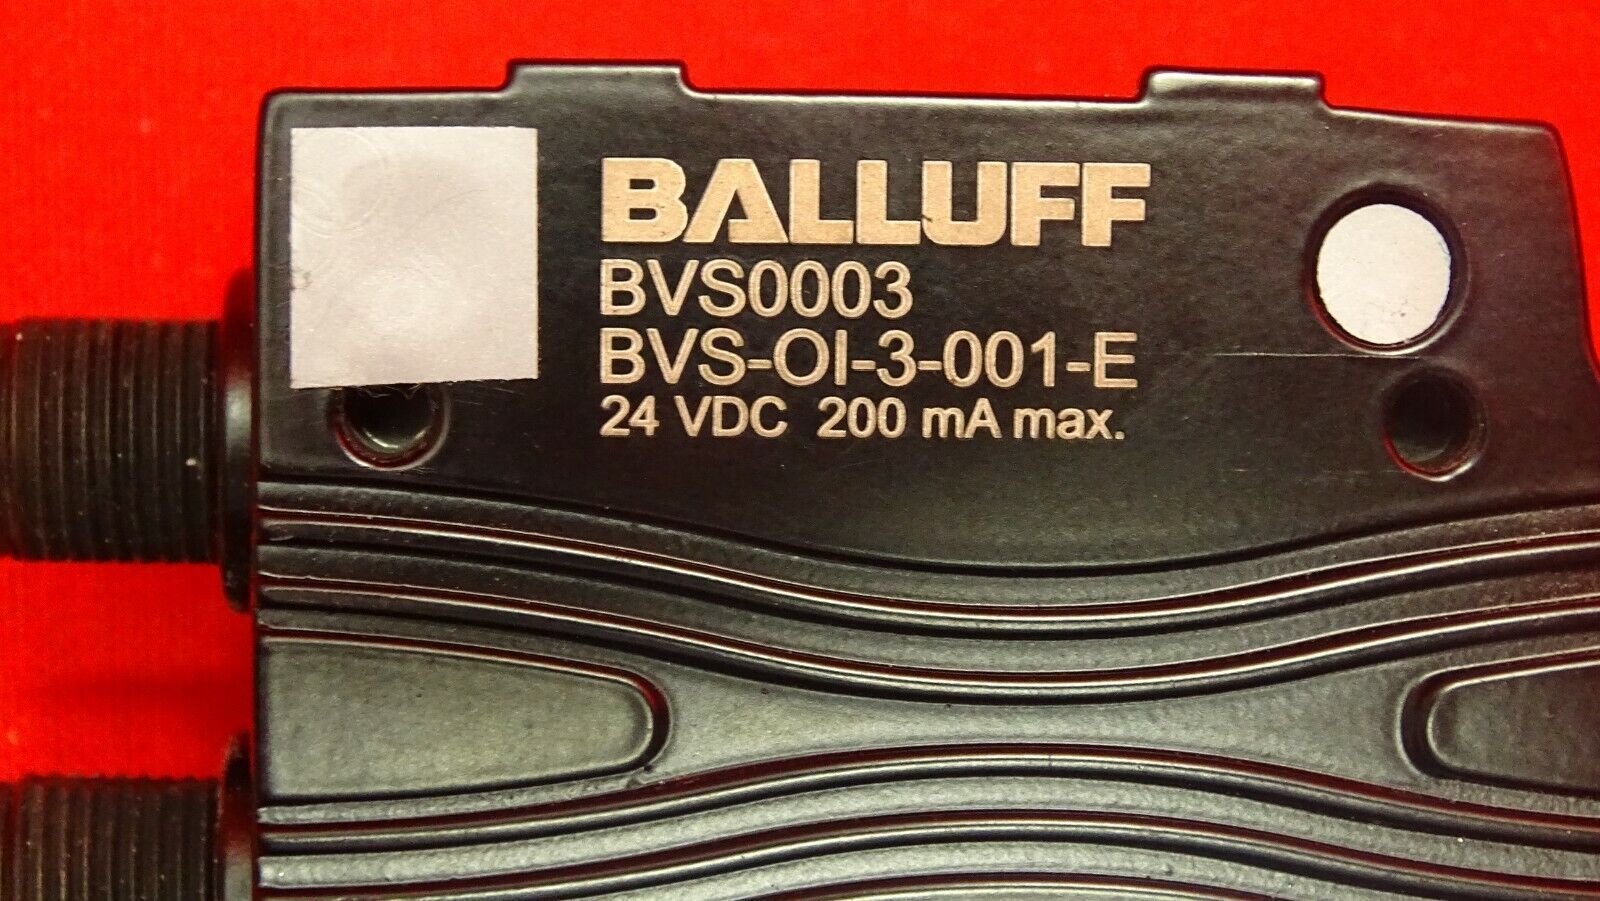 BALLUFF
BVS0003
BVS-OI-3-001-E
24 VDC 200 mA max.